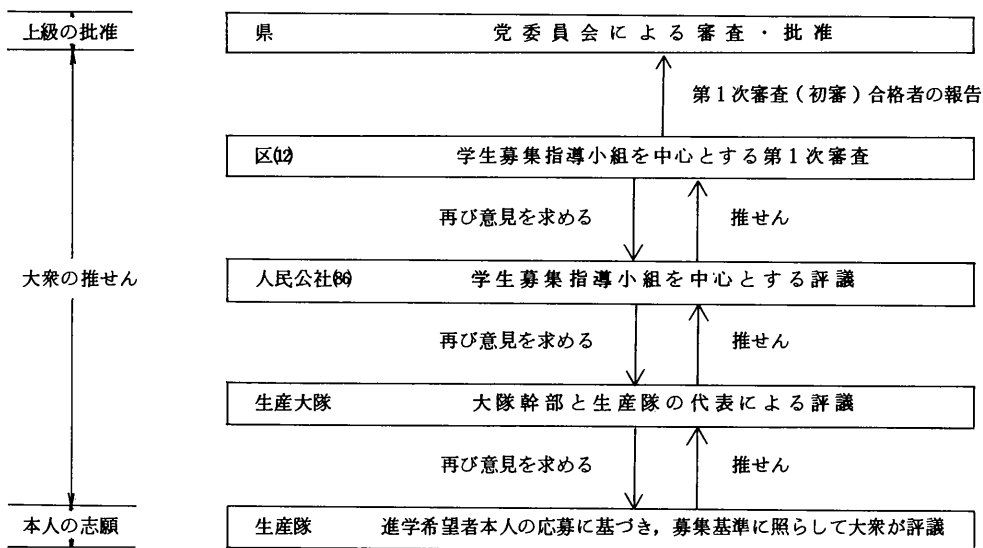 上級の批准
県 党委員会による審査・批准
第1次審査(初審)合格者の報告
区(12) 学生募集指導小組を中心とする第1次審査
再び意見を求める 推せん
大衆の推せん
人民公社(86) 学生募集指導小組を中心とする評議
再び意見を求める 推せん
生産大隊 大隊幹部と生産隊の代表による評議
再び意見を求める 推せん
本人の志願
生産隊 進学希望者本人の応募に基づき,募集基準に照らして大衆が評議